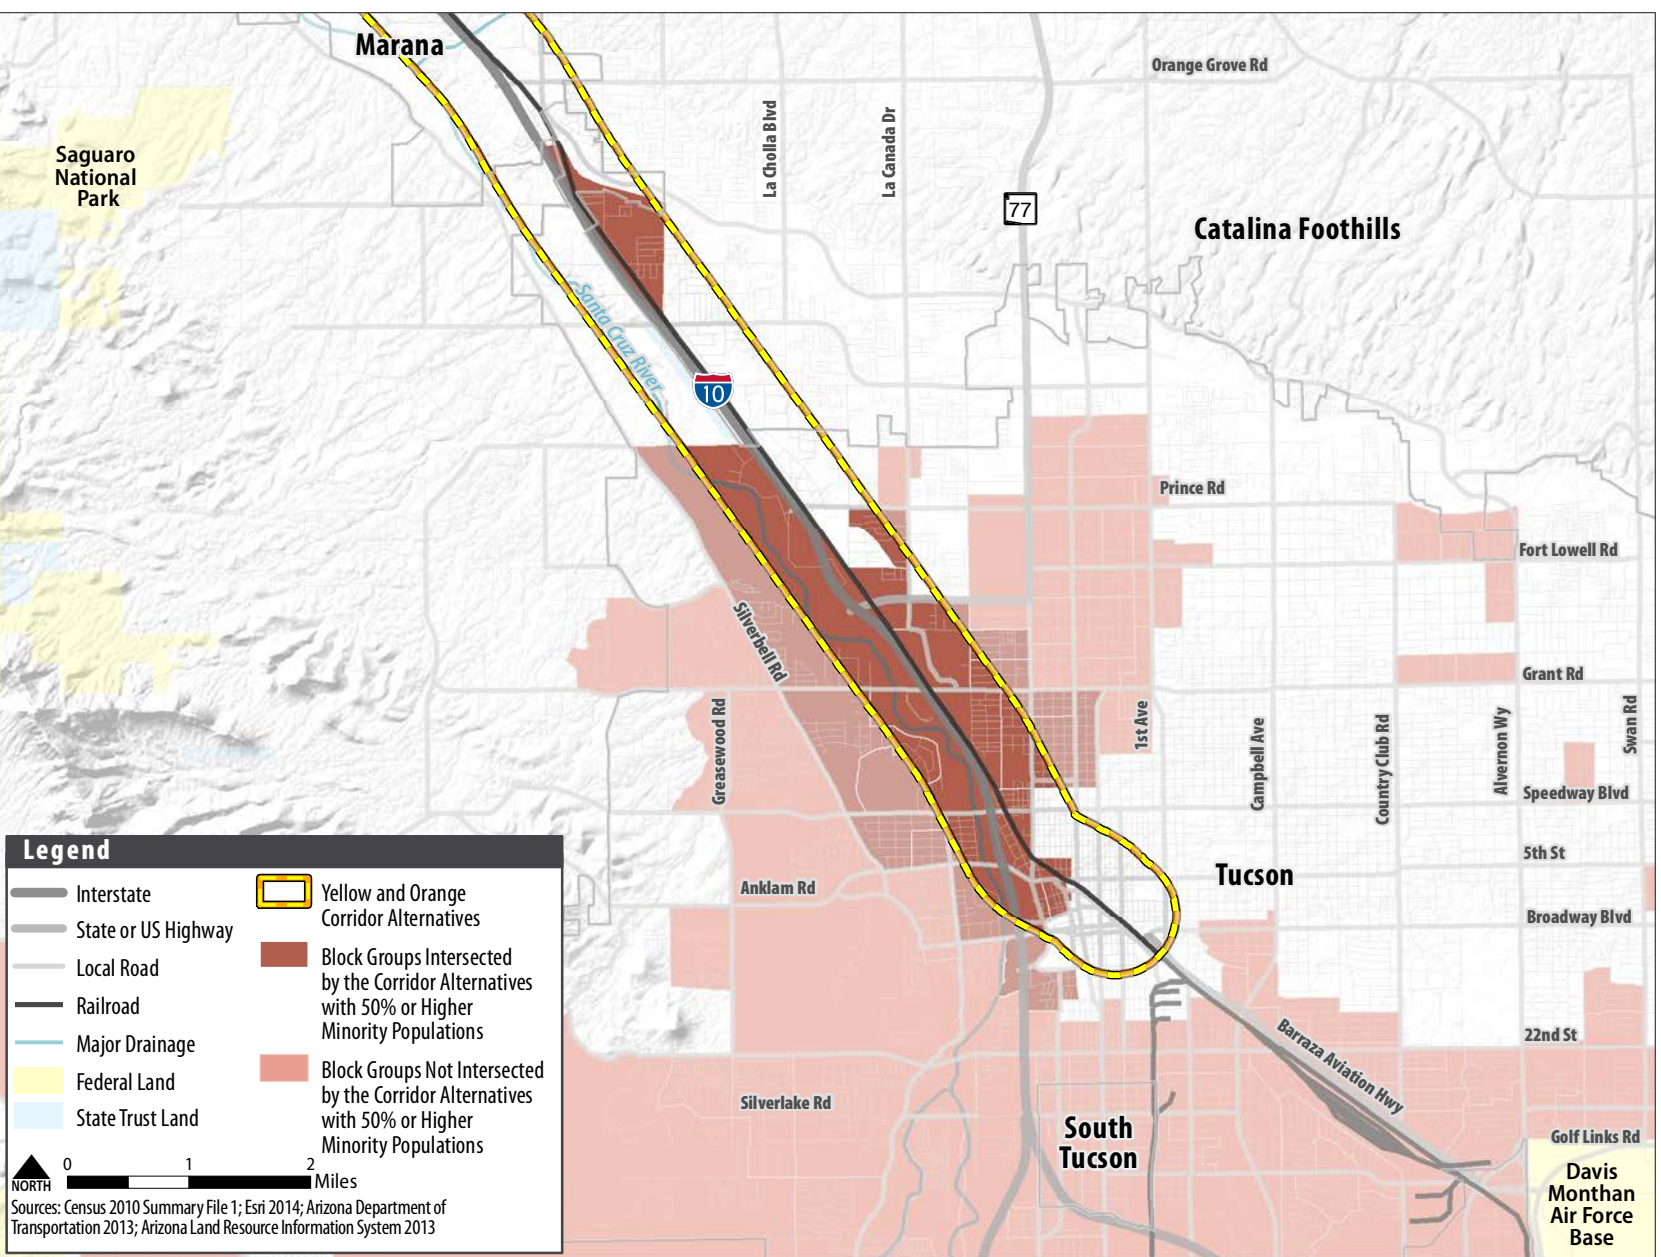 Marana
Orange Grove Rd
La Cholla Blvd
La Canada Dr
Saguaro
National
Park
77
Catalina Foothills
Santa Cruz River
10
Prince Rd
Fort Lowell Rd
Silverbell Rd
Grant Rd
Greasewood Rd
1st Ave
Campbell Ave
Country Club Rd
Alvernon Wy
Swan Rd
Speedway Blvd
5th St
Tucson
Anklam Rd
Broadway Blvd
22nd St
Barraza Aviation Hwy
Silverlake Rd
South
Tucson
Golf Links Rd
Davis
Monthan
Air Force
Base
Legend
Interstate
State or US Highway
Local Road
Railroad
Major Drainage
Federal Land
State Trust Land
Yellow and Orange
Corridor Alternatives
Block Groups Intersected
by the Corridor Alternatives
with 50% or Higher
Minority Populations
Block Groups Not Intersected
by the Corridor Alternatives
with 50% or Higher
Minority Populations
NORTH
0 1 2
Miles
Sources: Census 2010 Summary File 1; Esri 2014; Arizona Department of
Transportation 2013; Arizona Land Resource Information System 2013